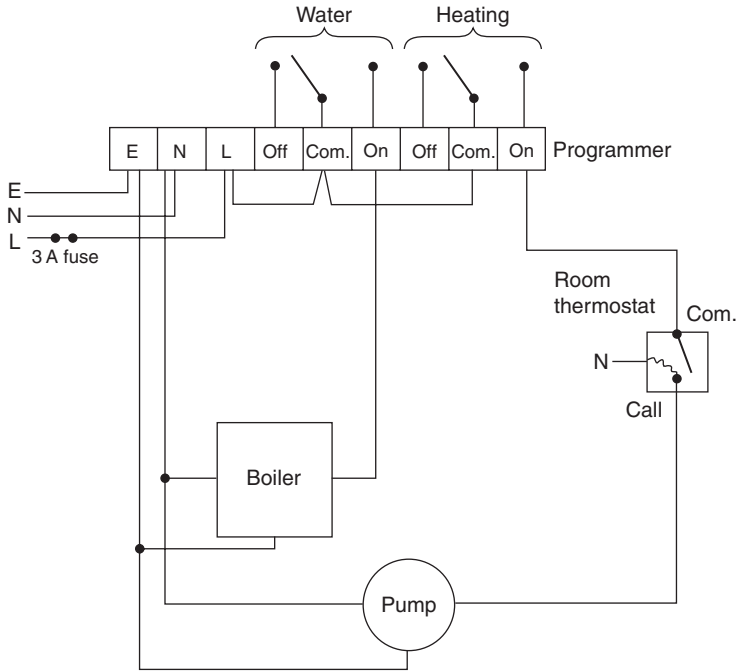 Water Heating
E N L Off Com. On Off Com. On Programmer
E
N
L
3 A fuse
Room
thermostat
Com.
N
Call
Boiler
Pump